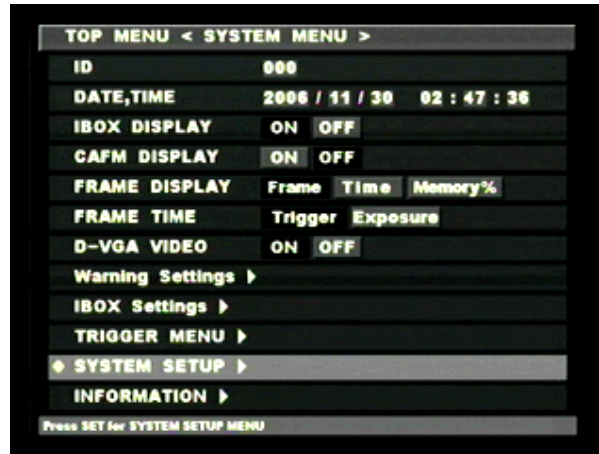 TOP MENU < SYSTEM MENU >
ID 000
DATE,TIME 2006 / 11 / 30 02 : 47 : 36
IBOX DISPLAY ON OFF
CAFM DISPLAY ON OFF
FRAME DISPLAY Frame Time Memory%
FRAME TIME Trigger Exposure
D-VGA VIDEO ON OFF
Warning Settings
IBOX Settings
TRIGGER MENU
SYSTEM SETUP
INFORMATION
Press SET for SYSTEM SETUP MENU